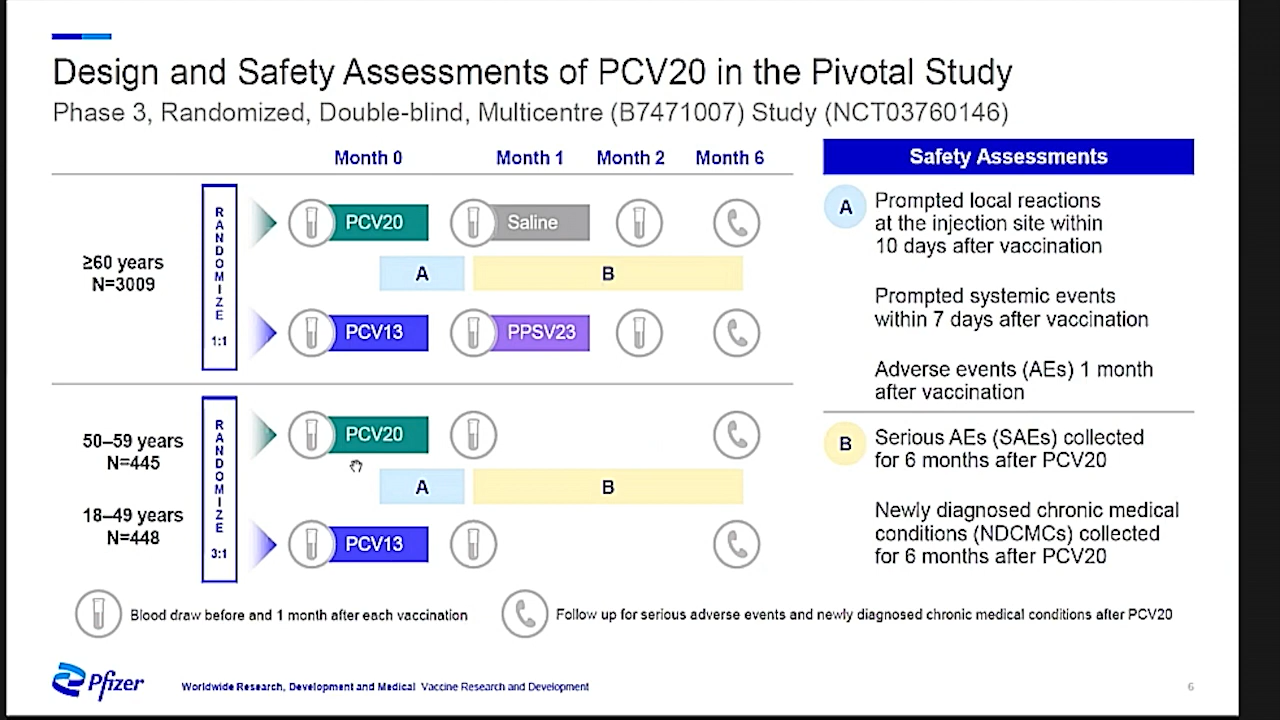 Design and Safety Assessments of PCV20 in the Pivotal Study
Phase 3, Randomized, Double-blind, Multicentre (B7471007) Study (NCT03760146)
Month 0 Month 1 Month 2 Month 6
≥60 years
N=3009
RANDOMIZE
1:1
PCV20 Saline
A B
PCV13 PPSV23
50–59 years
N=445
18–49 years
N=448
RANDOMIZE
3:1
PCV20
A B
PCV13
Safety Assessments
A
Prompted local reactions
at the injection site within
10 days after vaccination
Prompted systemic events
within 7 days after vaccination
Adverse events (AEs) 1 month
after vaccination
B
Serious AEs (SAEs) collected
for 6 months after PCV20
Newly diagnosed chronic medical
conditions (NDCMCs) collected
for 6 months after PCV20
Blood draw before and 1 month after each vaccination
Follow up for serious adverse events and newly diagnosed chronic medical conditions after PCV20
Pfizer
Worldwide Research, Development and Medical Vaccine Research and Development
6